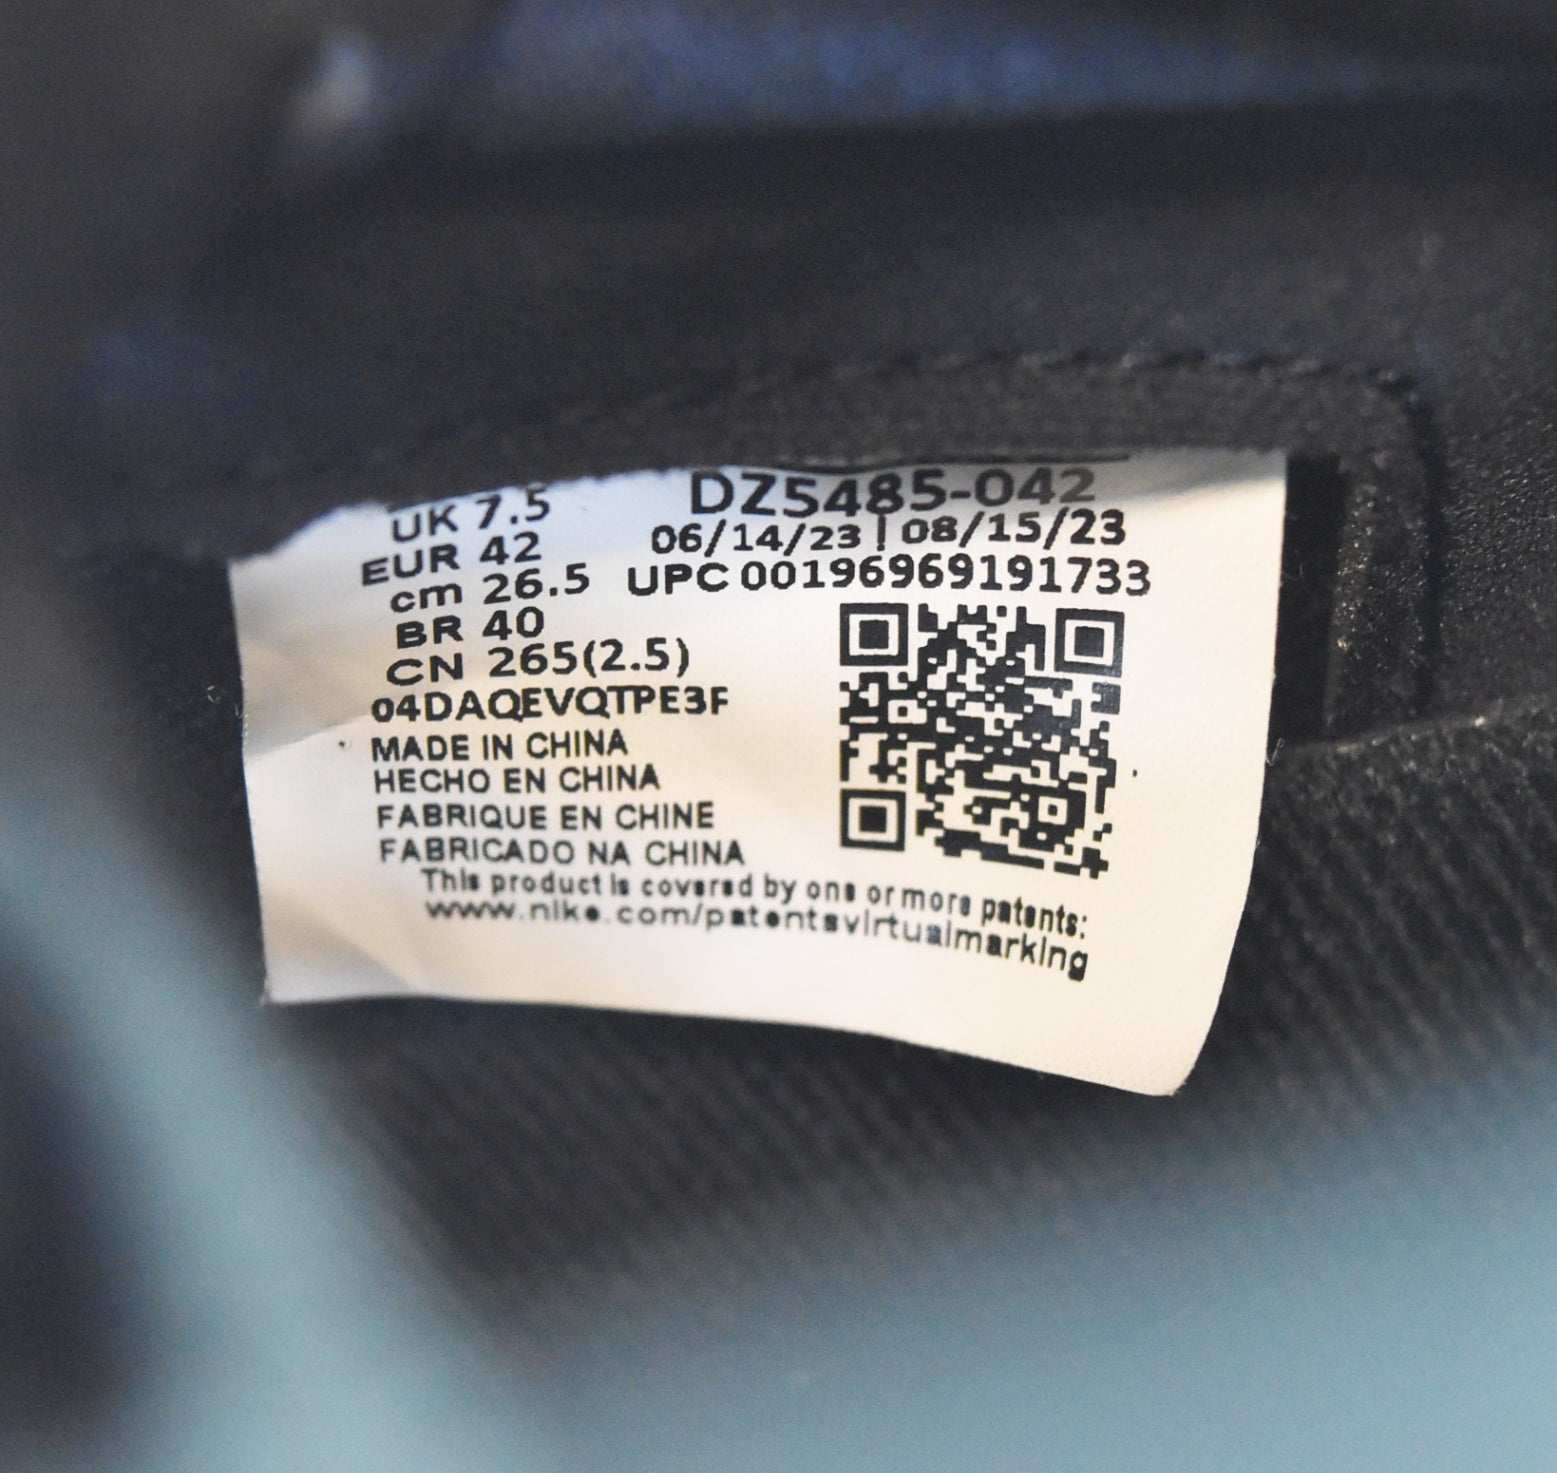 UK 7.5
EUR 42
cm 26.5
BR 40
CN 265(2.5)
DZ5485-042
06/14/23 | 08/15/23
UPC 00196969191733
04DAQEVQTPE3F
MADE IN CHINA
HECHO EN CHINA
FABRIQUE EN CHINE
FABRICADO NA CHINA
This product is covered by one or more patents:
www.nike.com/patentsvirtualmarking